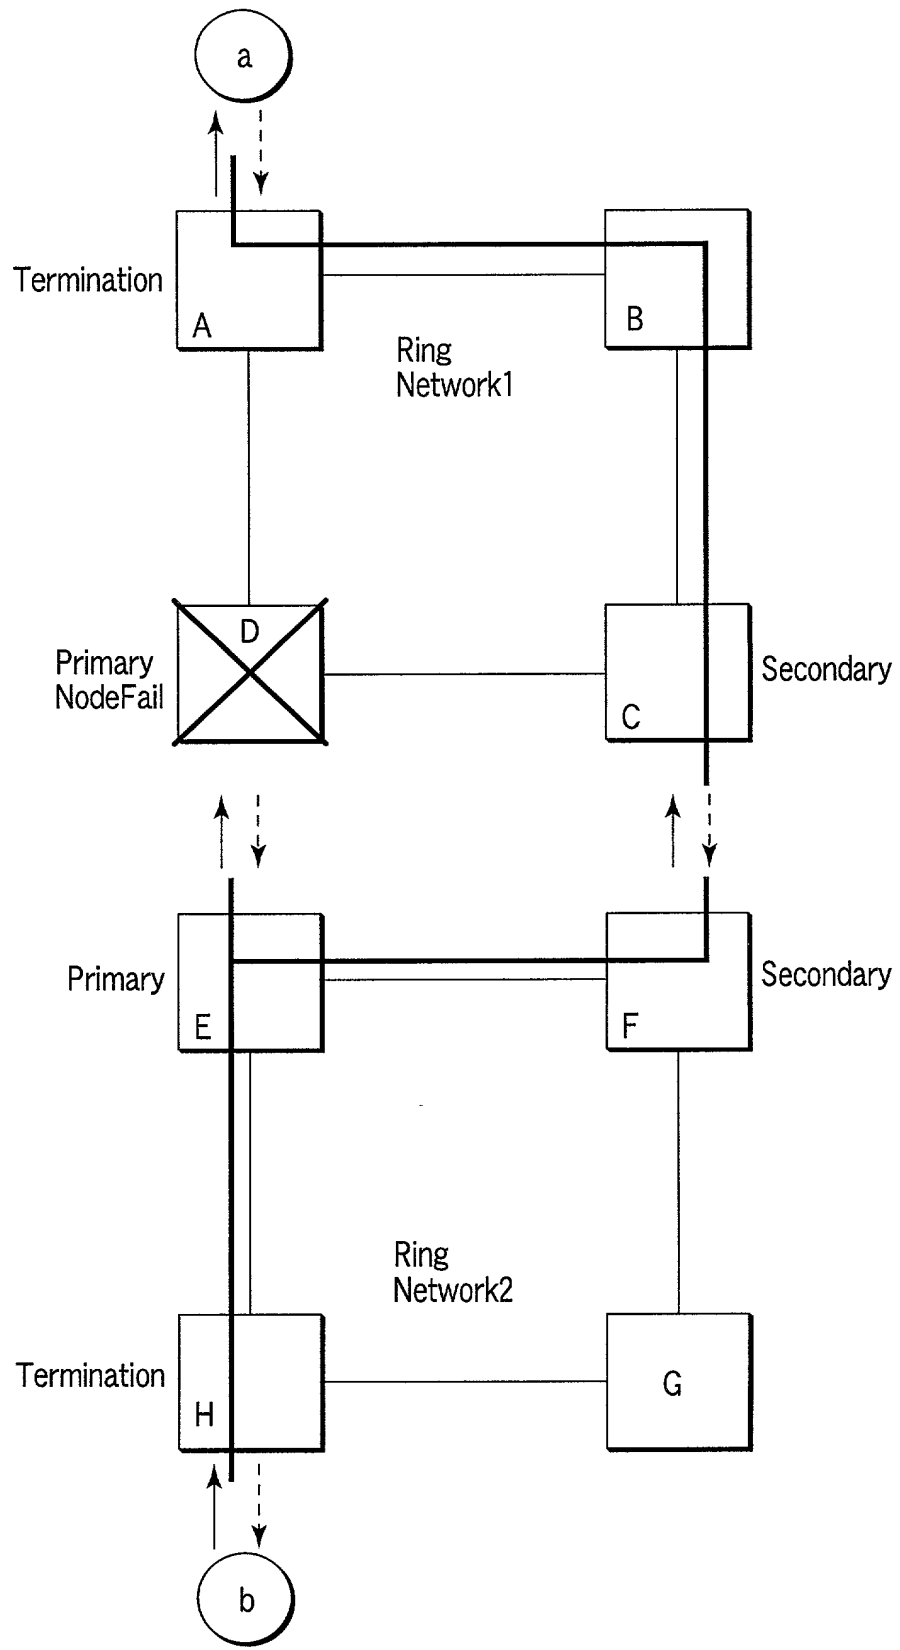 a
Termination
A
B
Ring
Network1
D
Primary
NodeFail
C
Secondary
Primary
E
F
Secondary
Ring
Network2
Termination
H
G
b